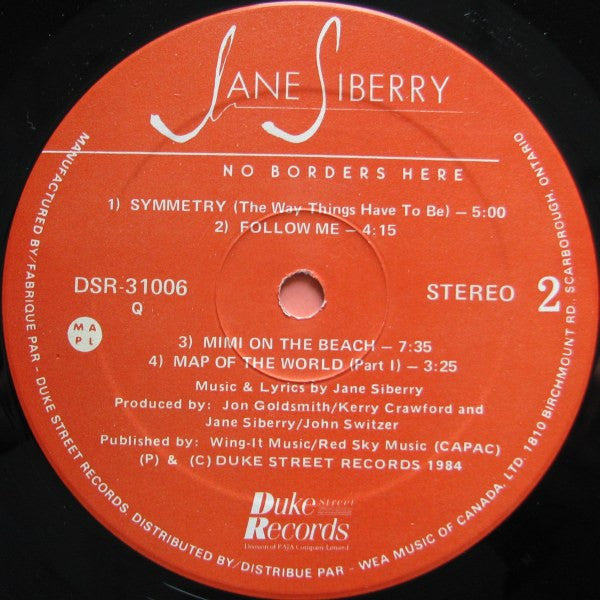 JANE SIBERRY
NO BORDERS HERE
1) SYMMETRY (The Way Things Have To Be) – 5:00
2) FOLLOW ME – 4:15
DSR-31006
Q
STEREO 2
M A
P L
3) MIMI ON THE BEACH – 7:35
4) MAP OF THE WORLD (Part I) – 3:25
Music & Lyrics by Jane Siberry
Produced by: Jon Goldsmith/Kerry Crawford and
Jane Siberry/John Switzer
Published by: Wing-It Music/Red Sky Music (CAPAC)
(P) & (C) DUKE STREET RECORDS 1984
Duke Street
Records
MANUFACTURED BY/FABRIQUE PAR - DUKE STREET RECORDS, DISTRIBUTED BY/DISTRIBUE PAR - WEA MUSIC OF CANADA, LTD. 1810 BIRCHMOUNT RD., SCARBOROUGH, ONTARIO